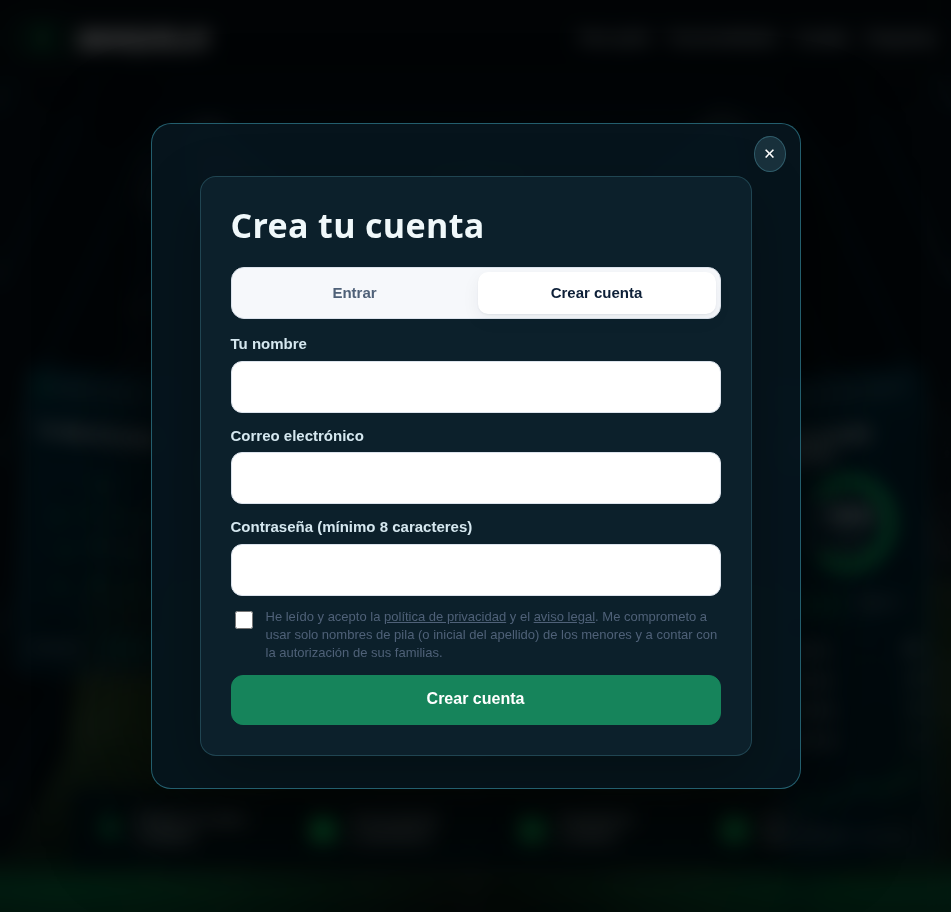 ✕
Crea tu cuenta
Entrar
Crear cuenta
Tu nombre
Correo electrónico
Contraseña (mínimo 8 caracteres)
He leído y acepto la política de privacidad y el aviso legal. Me comprometo a
usar solo nombres de pila (o inicial del apellido) de los menores y a contar con
la autorización de sus familias.
Crear cuenta